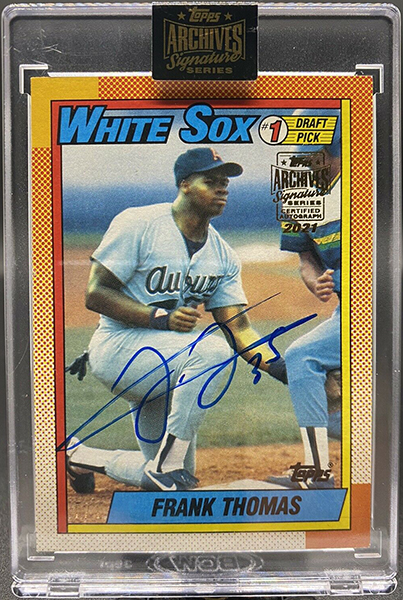 Topps
ARCHIVES
Signature
SERIES
WHITE SOX
#1 DRAFT
PICK
Topps
ARCHIVES
Signature
SERIES
CERTIFIED
AUTOGRAPH
2021
Auburn
35
Topps®
FRANK THOMAS